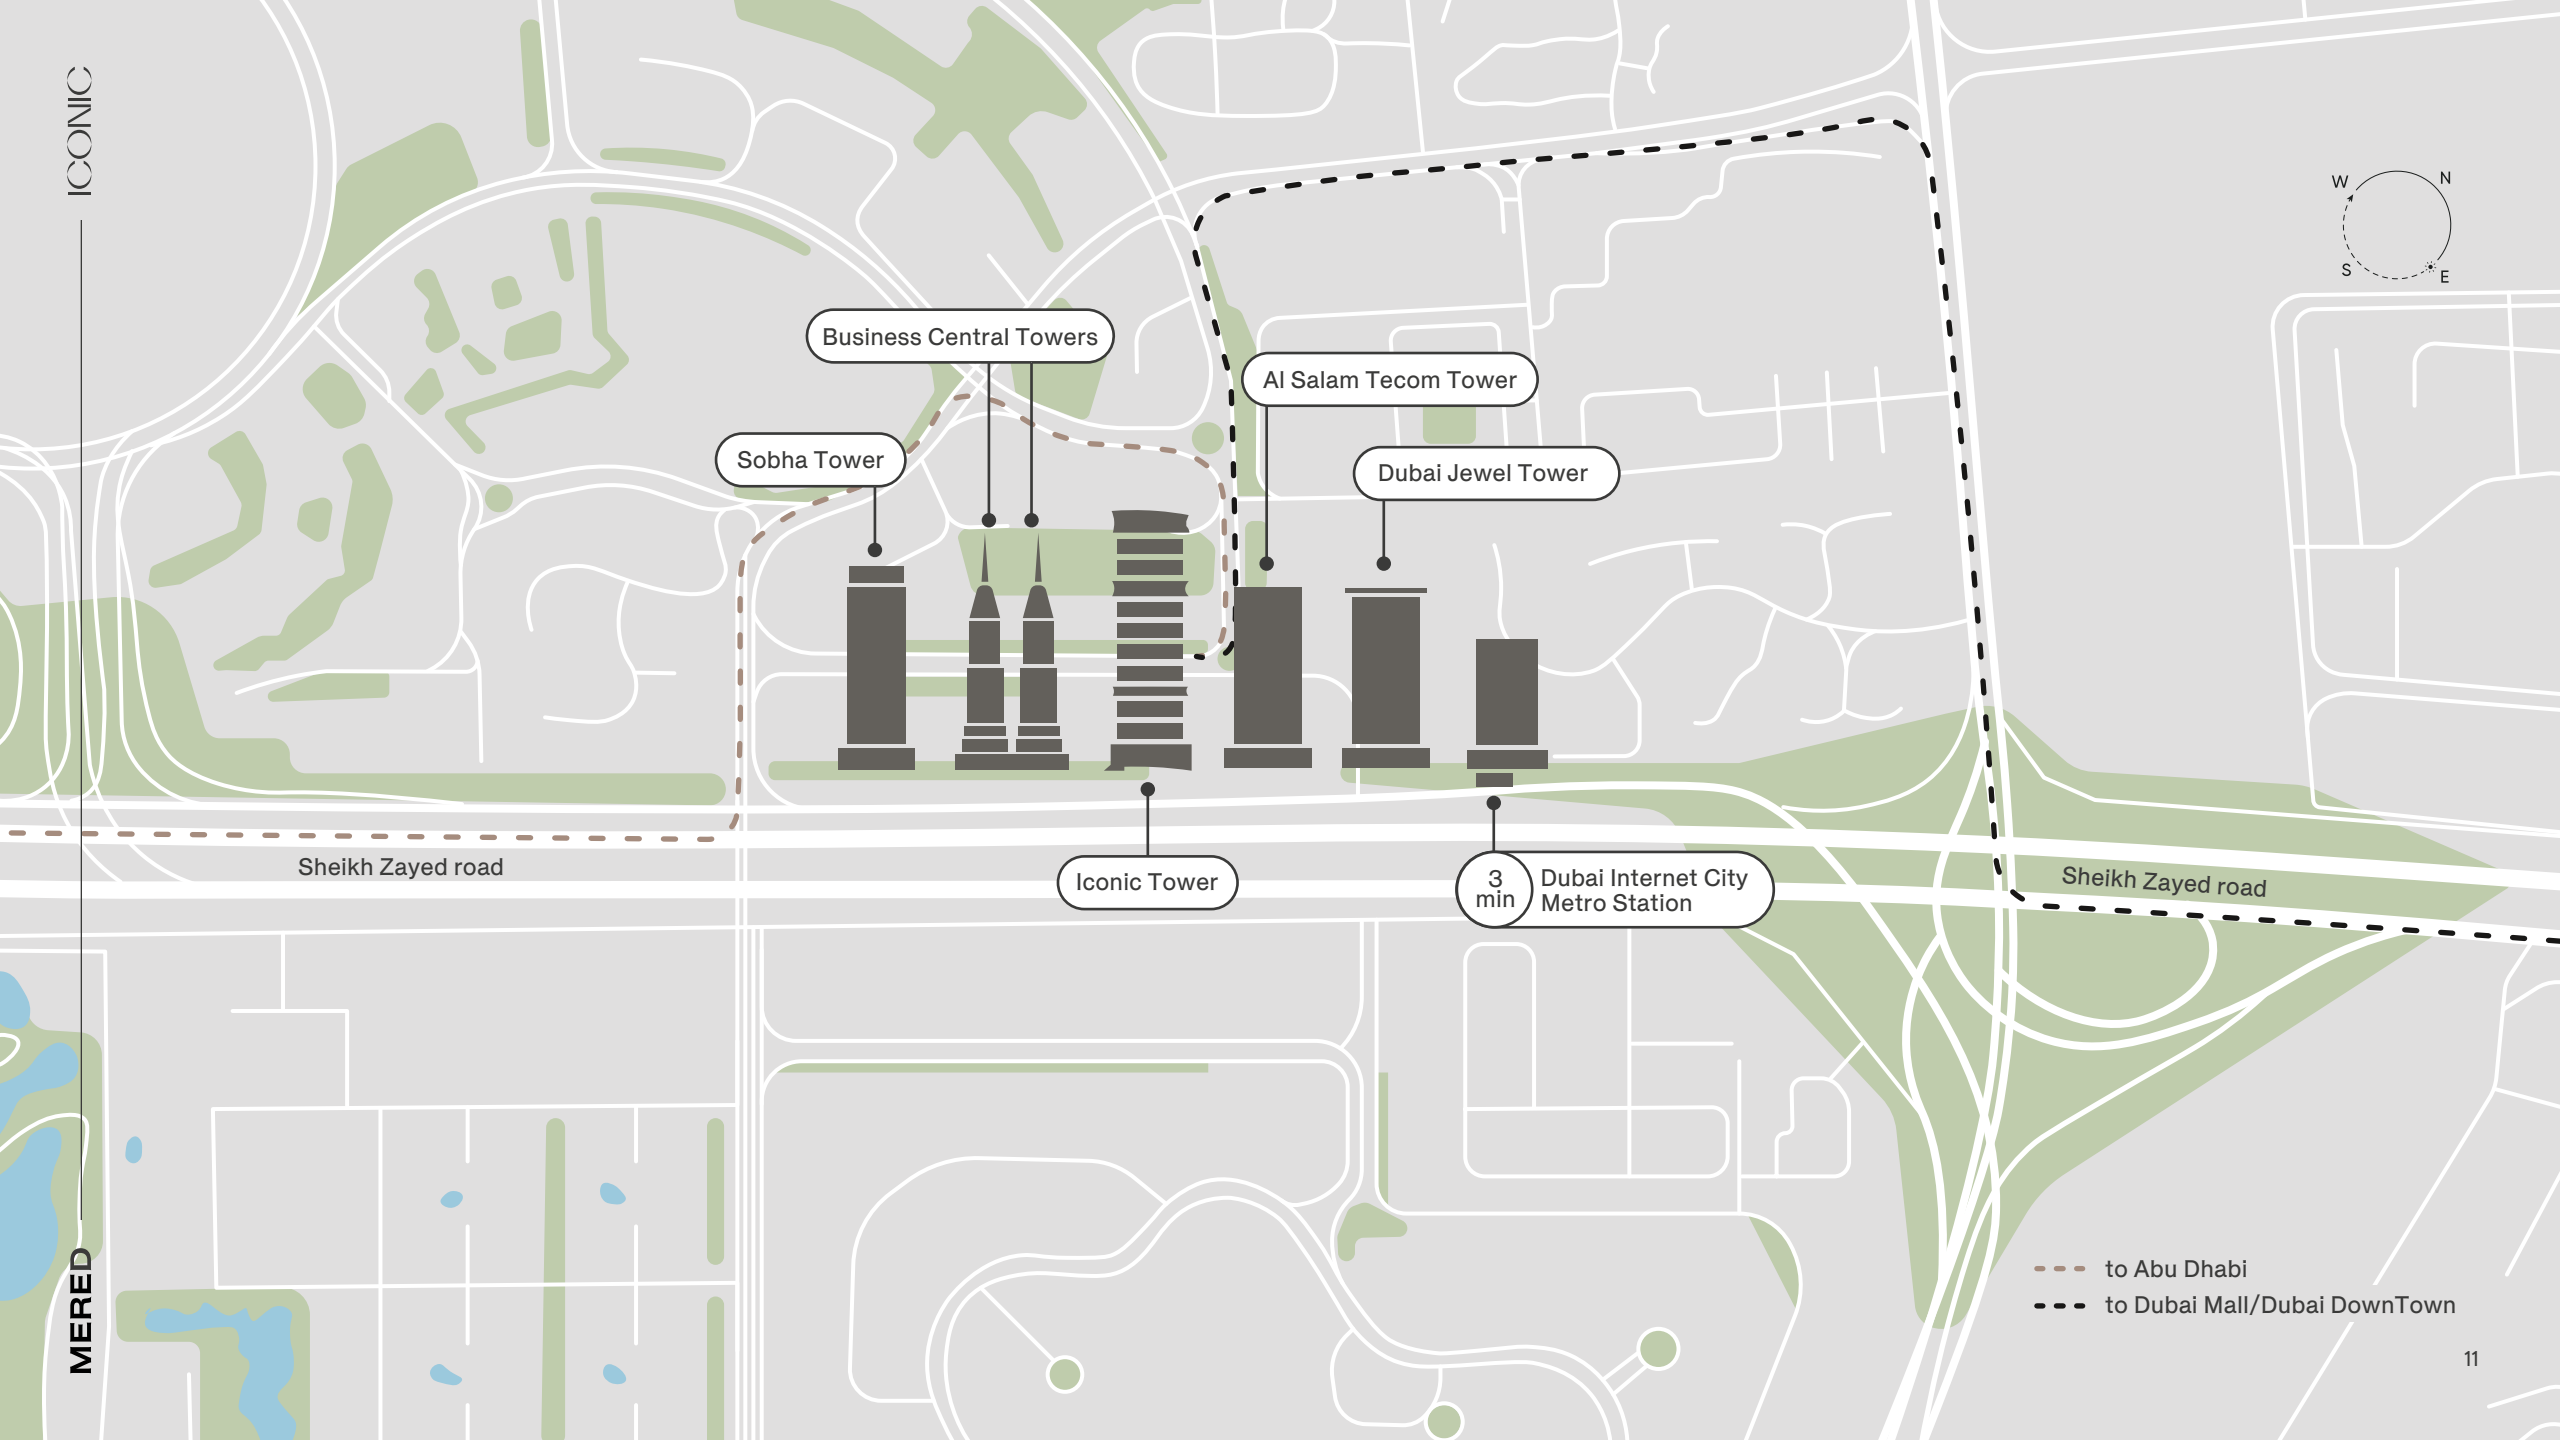 ICONIC
W
N
S
E
Business Central Towers
Al Salam Tecom Tower
Sobha Tower
Dubai Jewel Tower
Sheikh Zayed road
Iconic Tower
3
min
Dubai Internet City
Metro Station
Sheikh Zayed road
to Abu Dhabi
to Dubai Mall/Dubai DownTown
MERED
11